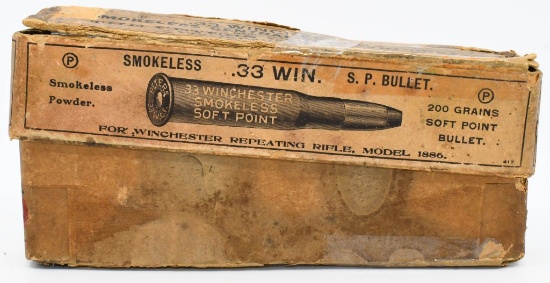 SMOKELESS .33 WIN. S. P. BULLET.
P
Smokeless
Powder.
33 WINCHESTER
SMOKELESS
SOFT POINT
P
200 GRAINS
SOFT POINT
BULLET.
FOR WINCHESTER REPEATING RIFLE, MODEL 1886.